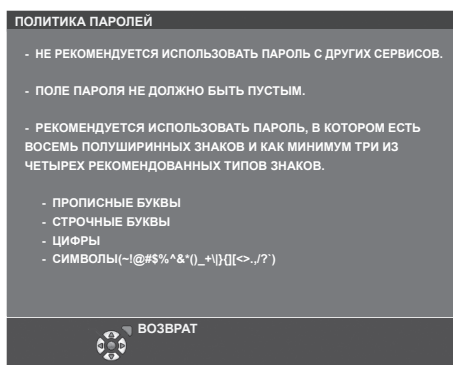 ПОЛИТИКА ПАРОЛЕЙ
- НЕ РЕКОМЕНДУЕТСЯ ИСПОЛЬЗОВАТЬ ПАРОЛЬ С ДРУГИХ СЕРВИСОВ.
- ПОЛЕ ПАРОЛЯ НЕ ДОЛЖНО БЫТЬ ПУСТЫМ.
- РЕКОМЕНДУЕТСЯ ИСПОЛЬЗОВАТЬ ПАРОЛЬ, В КОТОРОМ ЕСТЬ
ВОСЕМЬ ПОЛУШИРИННЫХ ЗНАКОВ И КАК МИНИМУМ ТРИ ИЗ
ЧЕТЫРЕХ РЕКОМЕНДОВАННЫХ ТИПОВ ЗНАКОВ.
- ПРОПИСНЫЕ БУКВЫ
- СТРОЧНЫЕ БУКВЫ
- ЦИФРЫ
- СИМВОЛЫ(~!@#$%^&*()_+\|}{][<>.,/?`)
ВОЗВРАТ